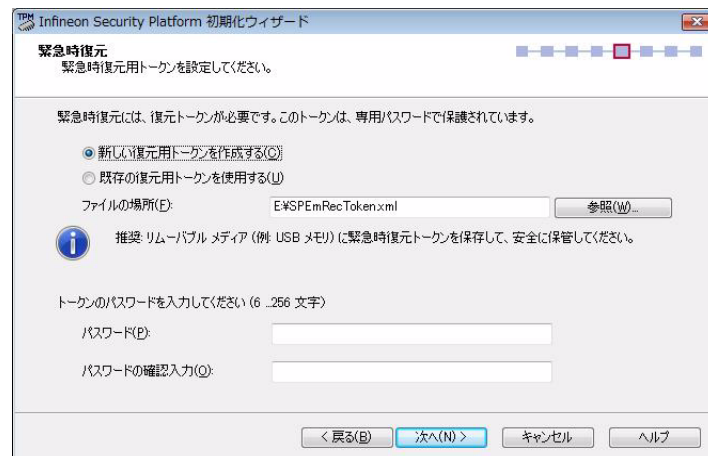 TPM Infineon Security Platform 初期化ウィザード
緊急時復元
緊急時復元用トークンを設定してください。
緊急時復元には、復元トークンが必要です。このトークンは、専用パスワードで保護されています。
新しい復元用トークンを作成する(C)
既存の復元用トークンを使用する(U)
ファイルの場所(F): E:¥SPEmRecToken.xml 参照(W)...
推奨: リムーバブル メディア (例: USB メモリ) に緊急時復元トークンを保存して、安全に保管してください。
トークンのパスワードを入力してください (6 ..256 文字)
パスワード(P):
パスワードの確認入力(O):
< 戻る(B) 次へ(N) > キャンセル ヘルプ